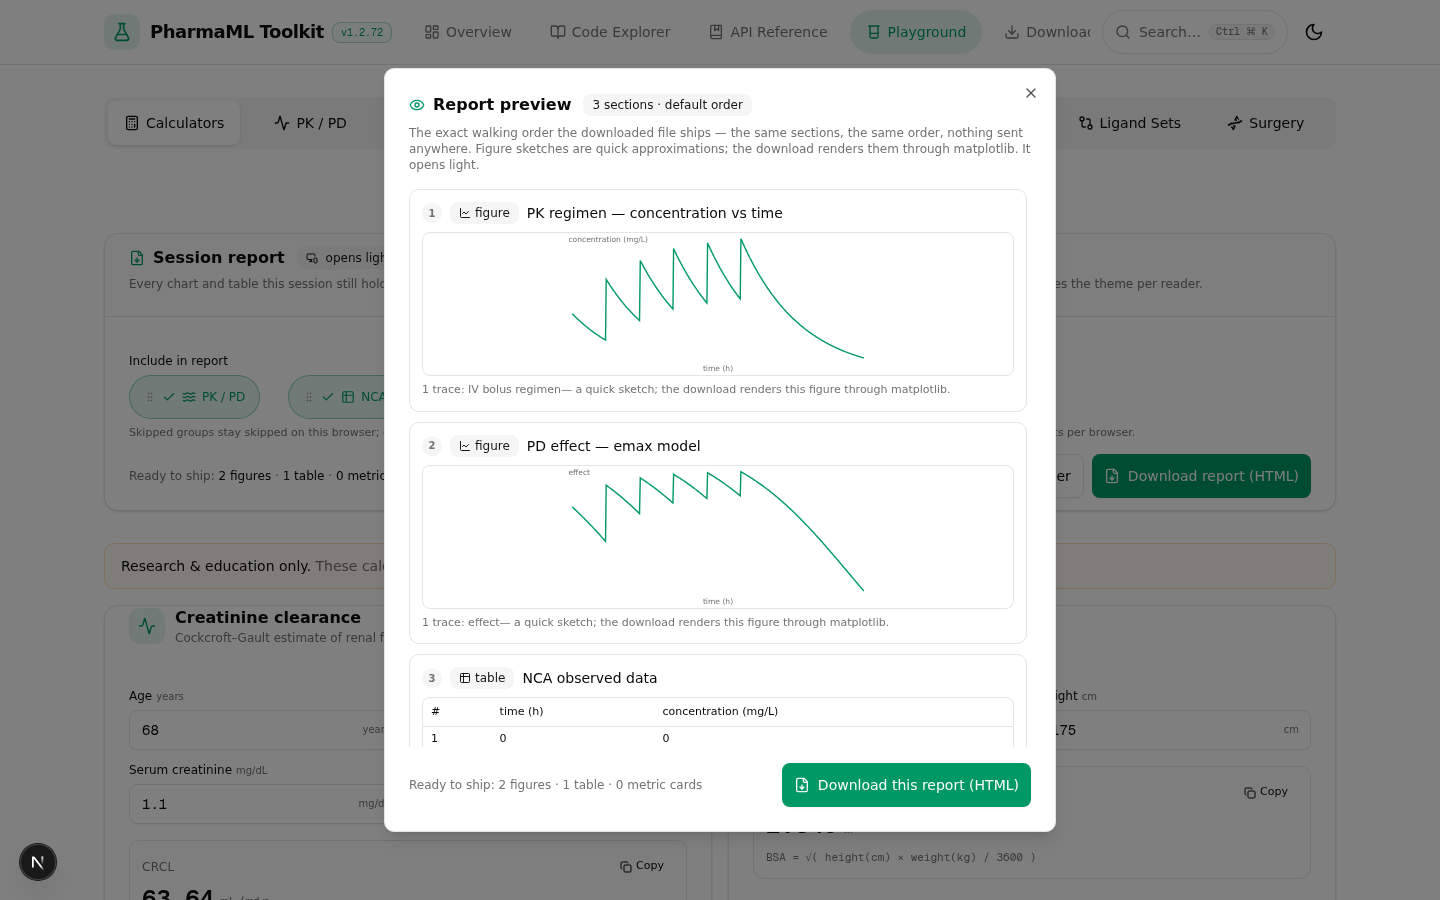 PharmaML Toolkit v1.2.72 Overview Code Explorer API Reference Playground Download Search... Ctrl ⌘ K
Calculators PK / PD Ligand Sets Surgery
Report preview 3 sections · default order
The exact walking order the downloaded file ships — the same sections, the same order, nothing sent
anywhere. Figure sketches are quick approximations; the download renders them through matplotlib. It
opens light.
1 figure PK regimen — concentration vs time
concentration (mg/L)
time (h)
1 trace: IV bolus regimen— a quick sketch; the download renders this figure through matplotlib.
2 figure PD effect — emax model
effect
time (h)
1 trace: effect— a quick sketch; the download renders this figure through matplotlib.
3 table NCA observed data
# time (h) concentration (mg/L)
1 0 0
Ready to ship: 2 figures · 1 table · 0 metric cards
Download this report (HTML)
Session report opens
Every chart and table this session still es the theme per reader.
Include in report
PK / PD NCA
Skipped groups stay skipped on this browser; s per browser.
Ready to ship: 2 figures · 1 table · 0 metric er Download report (HTML)
Research & education only. These
Creatinine clearance
Cockcroft–Gault estimate of renal
Age years
68
cm
175 cm
Serum creatinine mg/dL
1.1
Copy
CRCL Copy
63.64
BSA = √( height(cm) × weight(kg) / 3600 )
N